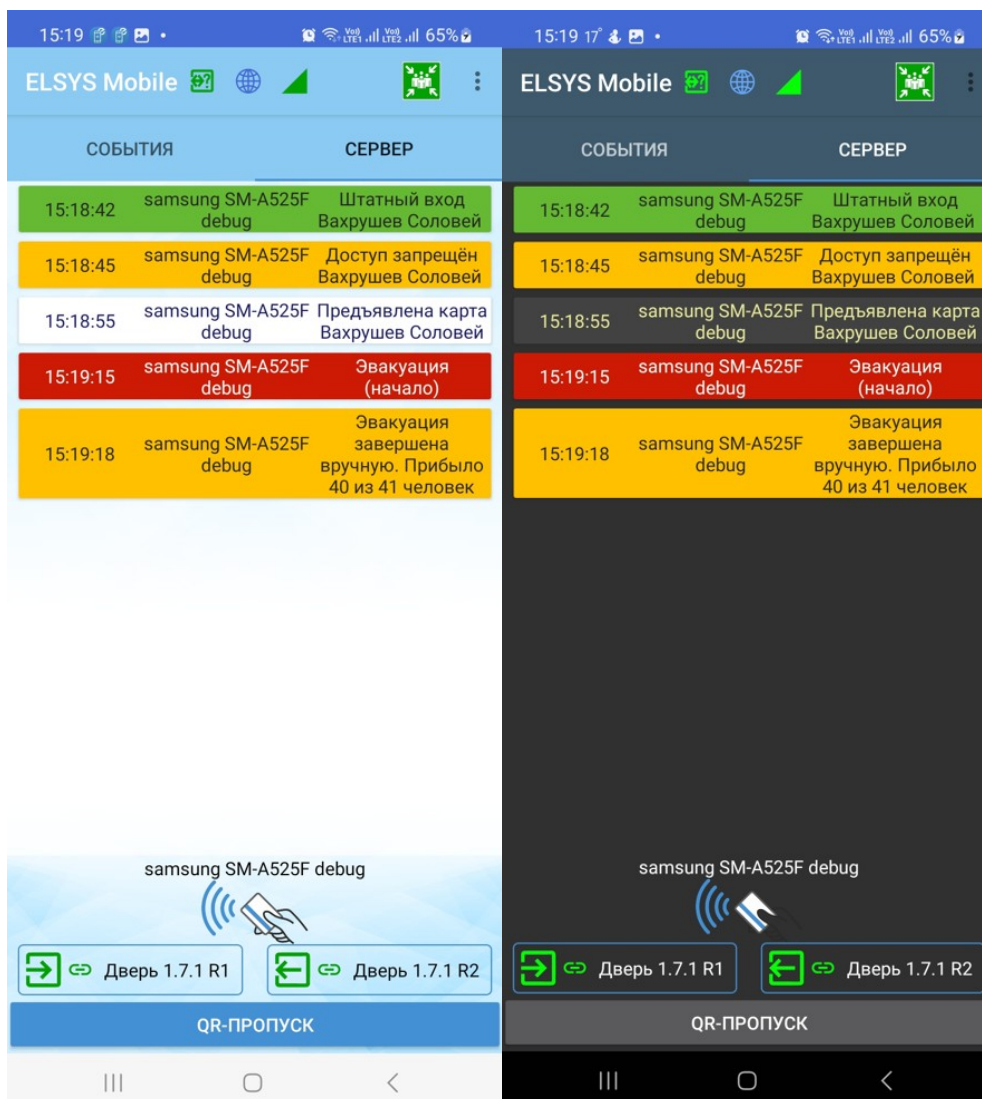 15:19
65%
ELSYS Mobile
СОБЫТИЯ
СЕРВЕР
15:18:42
samsung SM-A525F
debug
Штатный вход
Вахрушев Соловей
15:18:45
samsung SM-A525F
debug
Доступ запрещён
Вахрушев Соловей
15:18:55
samsung SM-A525F
debug
Предъявлена карта
Вахрушев Соловей
15:19:15
samsung SM-A525F
debug
Эвакуация
(начало)
15:19:18
samsung SM-A525F
debug
Эвакуация
завершена
вручную. Прибыло
40 из 41 человек
samsung SM-A525F debug
Дверь 1.7.1 R1
Дверь 1.7.1 R2
QR-ПРОПУСК
15:19 17°
65%
ELSYS Mobile
СОБЫТИЯ
СЕРВЕР
15:18:42
samsung SM-A525F
debug
Штатный вход
Вахрушев Соловей
15:18:45
samsung SM-A525F
debug
Доступ запрещён
Вахрушев Соловей
15:18:55
samsung SM-A525F
debug
Предъявлена карта
Вахрушев Соловей
15:19:15
samsung SM-A525F
debug
Эвакуация
(начало)
15:19:18
samsung SM-A525F
debug
Эвакуация
завершена
вручную. Прибыло
40 из 41 человек
samsung SM-A525F debug
Дверь 1.7.1 R1
Дверь 1.7.1 R2
QR-ПРОПУСК